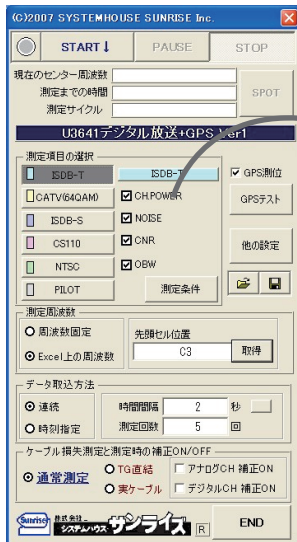 (C)2007 SYSTEMHOUSE SUNRISE Inc.
START↓ PAUSE STOP
現在のセンター周波数
測定までの時間 SPOT
測定サイクル
U3641デジタル放送+GPS Ver1
測定項目の選択
ISDB-T ISDB-T GPS測位
CATV(64QAM) CH.POWER GPSテスト
ISDB-S NOISE
CS110 CNR 他の設定
NTSC OBW
PILOT 測定条件
測定周波数
周波数固定 先頭セル位置
Excel上の周波数 C3 取得
データ取込方法
連続 時間間隔 2 秒
時刻指定 測定回数 5 回
ケーブル損失測定と測定時の補正ON/OFF
通常測定 TG直結 アナログCH 補正ON
実ケーブル デジタルCH 補正ON
Sunrise 株式会社 システムハウス サンライズ R END